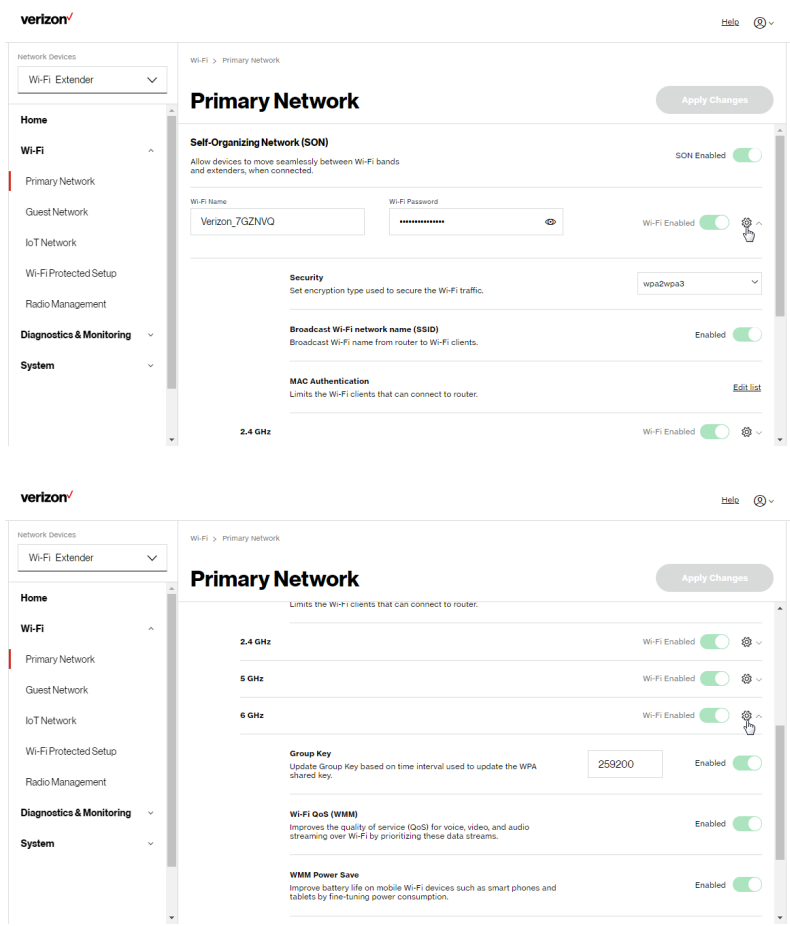 verizon
Help
Network Devices
Wi-Fi Extender
Wi-Fi > Primary Network
Primary Network
Apply Changes
Home
Wi-Fi
Primary Network
Guest Network
IoT Network
Wi-Fi Protected Setup
Radio Management
Diagnostics & Monitoring
System
Self-Organizing Network (SON)
Allow devices to move seamlessly between Wi-Fi bands
and extenders, when connected.
SON Enabled
Wi-Fi Name
Wi-Fi Password
Verizon_7GZNVQ
•••••••••••••••
Wi-Fi Enabled
Security
Set encryption type used to secure the Wi-Fi traffic.
wpa2wpa3
Broadcast Wi-Fi network name (SSID)
Broadcast Wi-Fi name from router to Wi-Fi clients.
Enabled
MAC Authentication
Limits the Wi-Fi clients that can connect to router.
Edit list
2.4 GHz
Wi-Fi Enabled
verizon
Help
Network Devices
Wi-Fi Extender
Wi-Fi > Primary Network
Primary Network
Apply Changes
Home
Wi-Fi
Primary Network
Guest Network
IoT Network
Wi-Fi Protected Setup
Radio Management
Diagnostics & Monitoring
System
Limits the Wi-Fi clients that can connect to router.
2.4 GHz
Wi-Fi Enabled
5 GHz
Wi-Fi Enabled
6 GHz
Wi-Fi Enabled
Group Key
Update Group Key based on time interval used to update the WPA
shared key.
259200
Enabled
Wi-Fi QoS (WMM)
Improves the quality of service (QoS) for voice, video, and audio
streaming over Wi-Fi by prioritizing these data streams.
Enabled
WMM Power Save
Improve battery life on mobile Wi-Fi devices such as smart phones and
tablets by fine-tuning power consumption.
Enabled